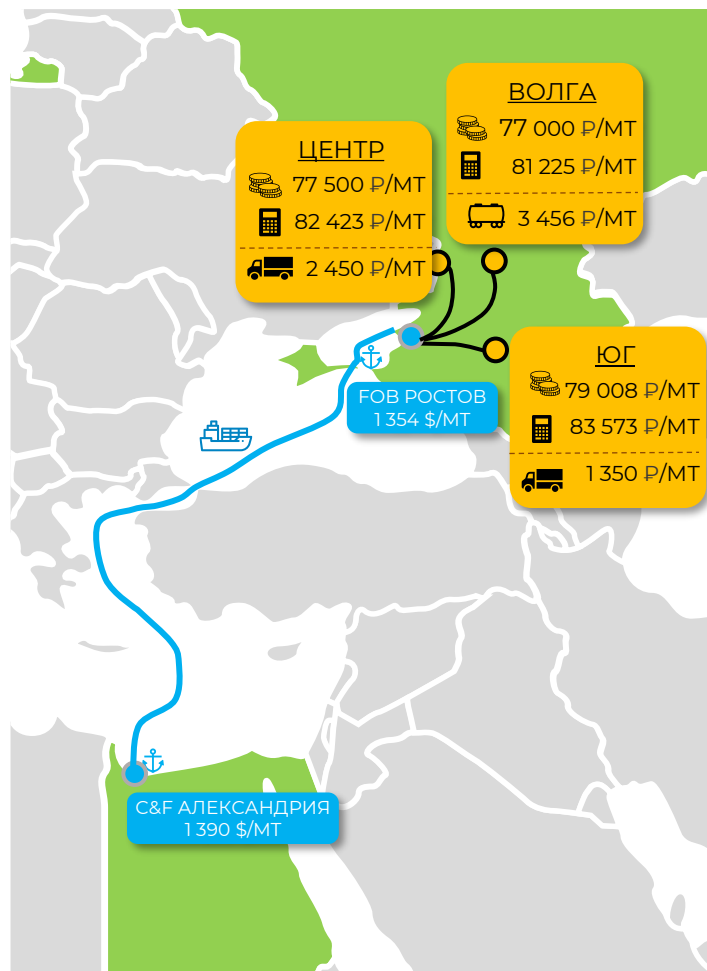 ВОЛГА
77 000 ₽/МТ
81 225 ₽/МТ
3 456 ₽/МТ
ЦЕНТР
77 500 ₽/МТ
82 423 ₽/МТ
2 450 ₽/МТ
ЮГ
79 008 ₽/МТ
83 573 ₽/МТ
1 350 ₽/МТ
FOB РОСТОВ
1 354 $/МТ
C&F АЛЕКСАНДРИЯ
1 390 $/МТ